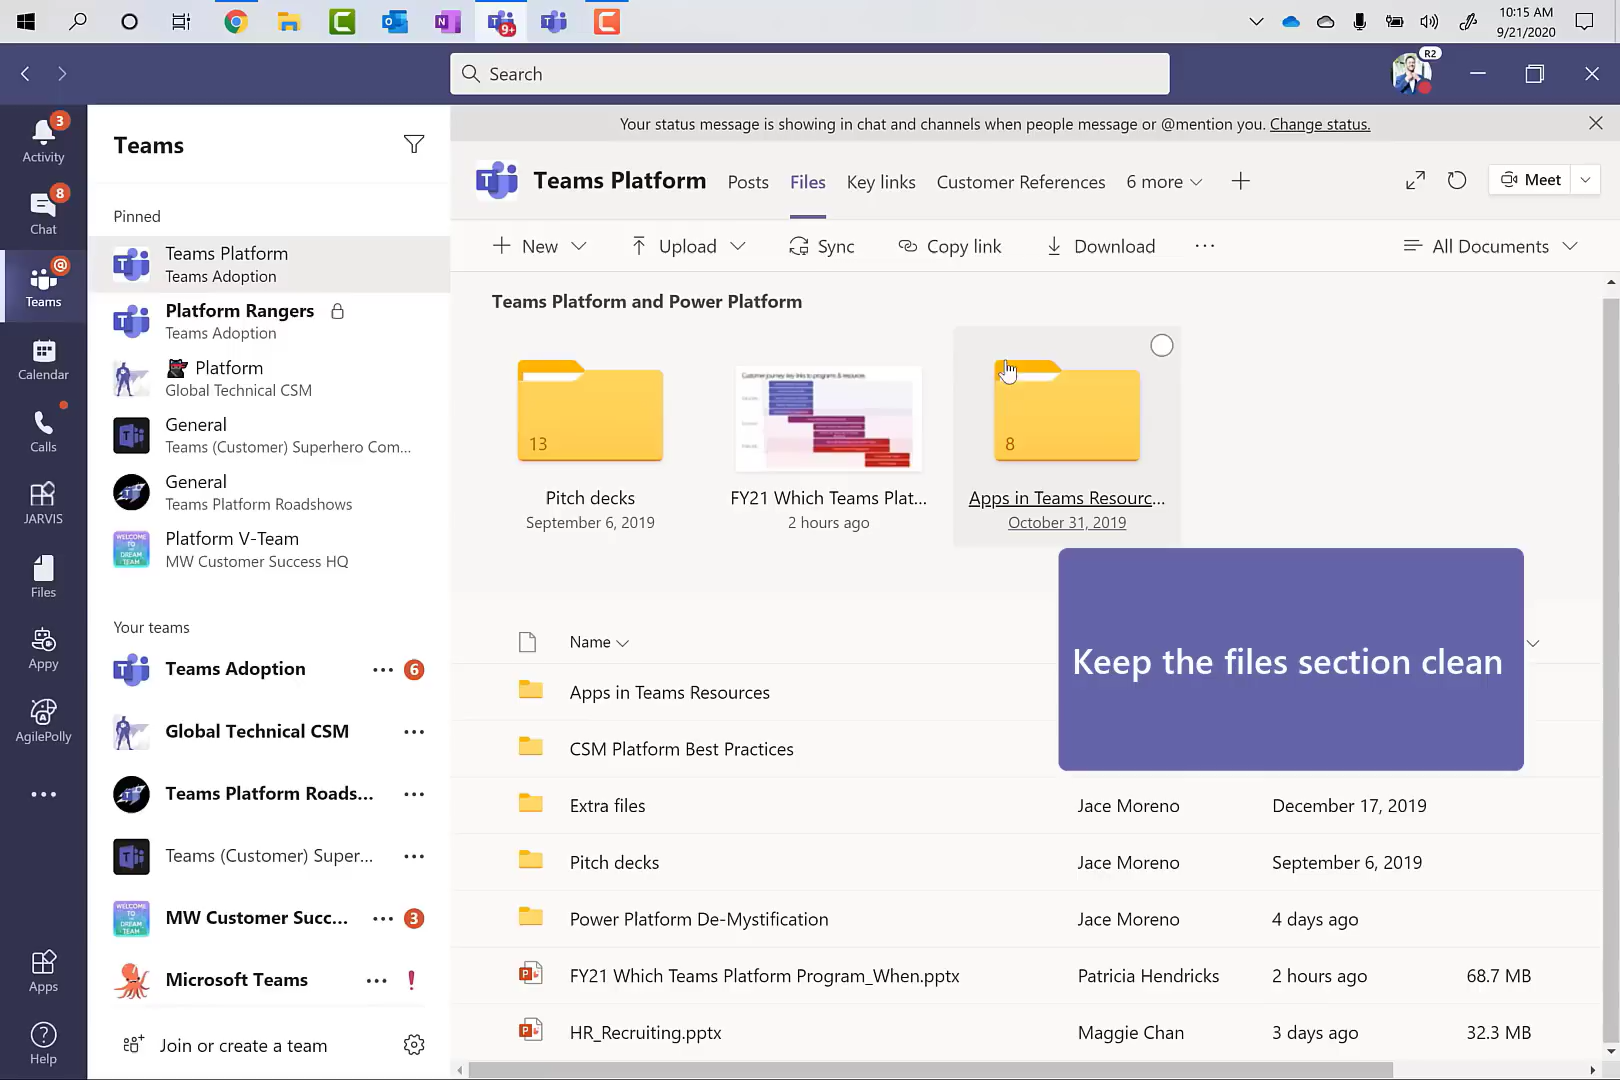 10:15 AM
9/21/2020
9+
Search
R2
Your status message is showing in chat and channels when people message or @mention you. Change status.
3
Activity
8
Chat
@
Teams
Calendar
Calls
JARVIS
Files
Appy
AgilePolly
Apps
Help
Teams
Pinned
Teams Platform
Teams Adoption
Platform Rangers
Teams Adoption
Platform
Global Technical CSM
General
Teams (Customer) Superhero Com...
General
Teams Platform Roadshows
Platform V-Team
MW Customer Success HQ
Your teams
Teams Adoption
6
Global Technical CSM
Teams Platform Roads...
Teams (Customer) Super...
MW Customer Succ...
3
Microsoft Teams
!
Join or create a team
Teams Platform Posts Files Key links Customer References 6 more
Meet
New Upload Sync Copy link Download ... All Documents
Teams Platform and Power Platform
13
Pitch decks
September 6, 2019
Customer journey: key links to programs & resources
FY21 Which Teams Plat...
2 hours ago
8
Apps in Teams Resourc...
October 31, 2019
Keep the files section clean
Name
Apps in Teams Resources
CSM Platform Best Practices
Extra files Jace Moreno December 17, 2019
Pitch decks Jace Moreno September 6, 2019
Power Platform De-Mystification Jace Moreno 4 days ago
FY21 Which Teams Platform Program_When.pptx Patricia Hendricks 2 hours ago 68.7 MB
HR_Recruiting.pptx Maggie Chan 3 days ago 32.3 MB